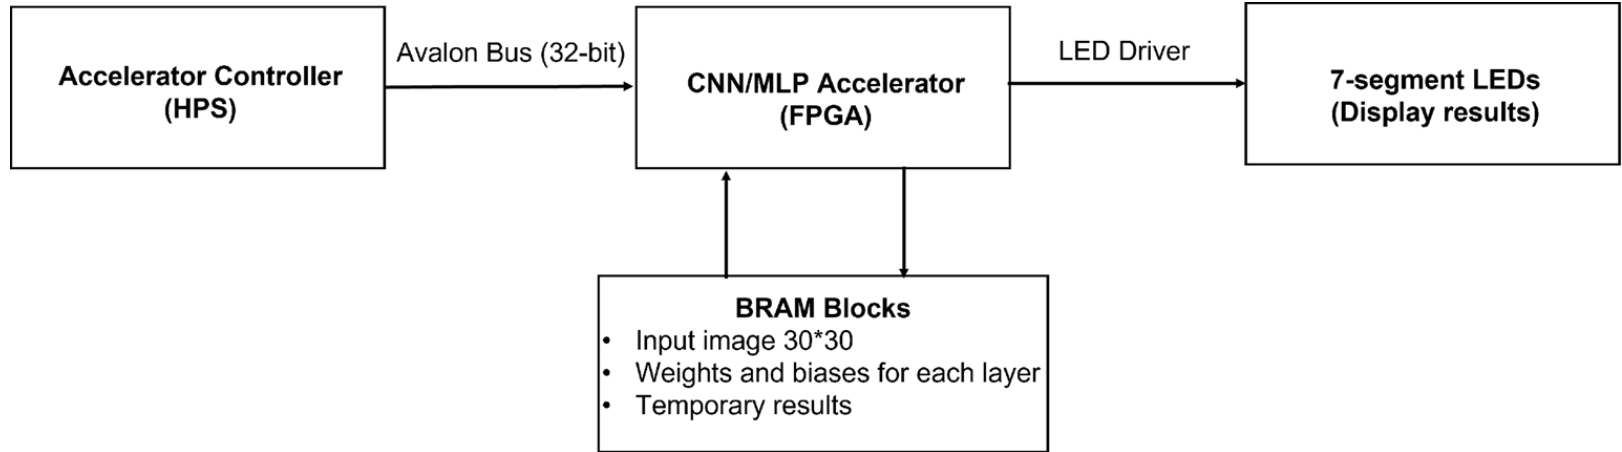 Accelerator Controller
(HPS)
Avalon Bus (32-bit)
CNN/MLP Accelerator
(FPGA)
LED Driver
7-segment LEDs
(Display results)
BRAM Blocks
• Input image 30*30
• Weights and biases for each layer
• Temporary results